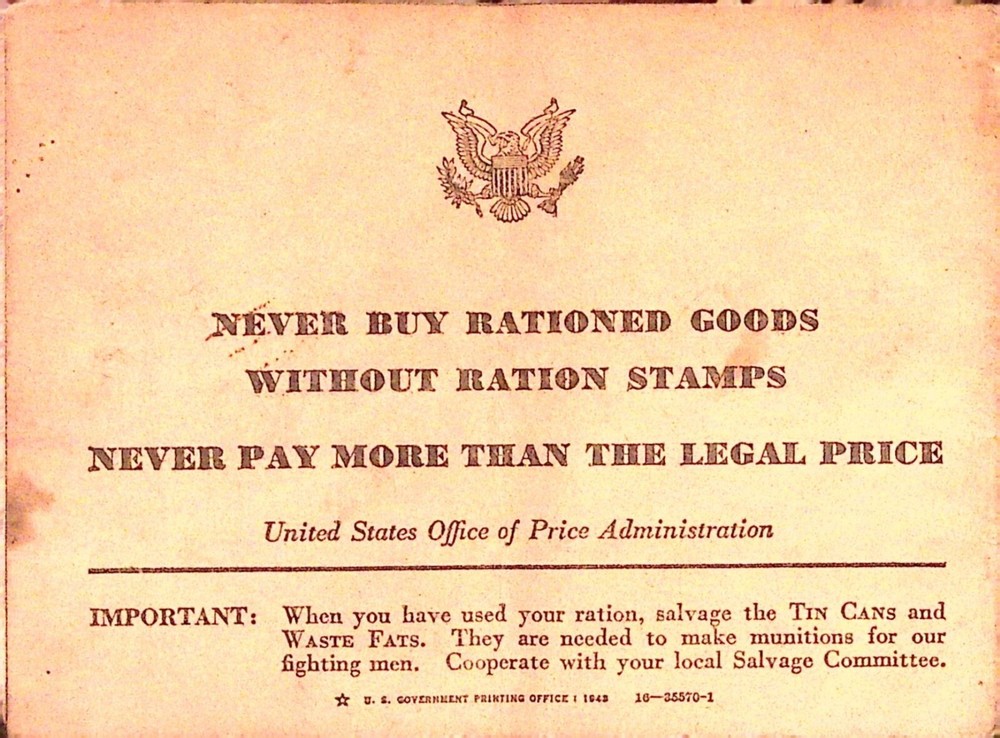 NEVER BUY RATIONED GOODS
WITHOUT RATION STAMPS
NEVER PAY MORE THAN THE LEGAL PRICE
United States Office of Price Administration
IMPORTANT: When you have used your ration, salvage the TIN CANS and
WASTE FATS. They are needed to make munitions for our
fighting men. Cooperate with your local Salvage Committee.
☆ U. S. GOVERNMENT PRINTING OFFICE : 1943 16—35570-1